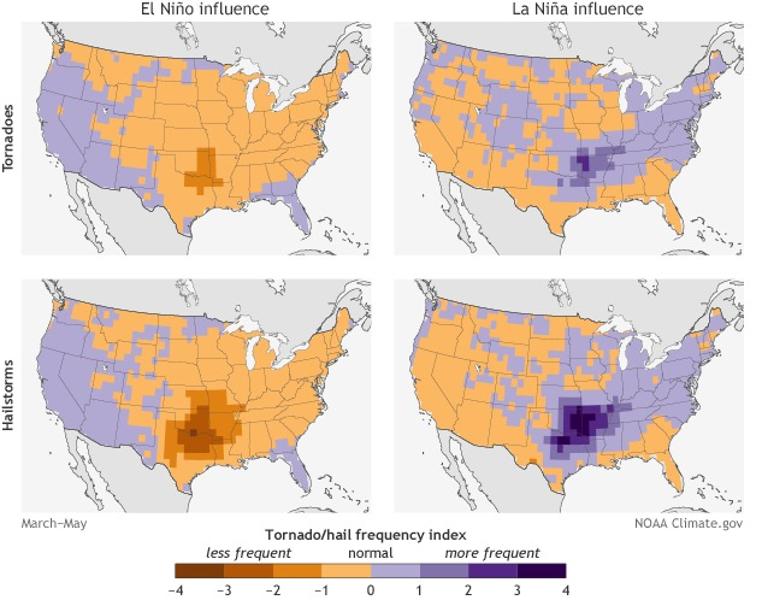 El Niño influence
La Niña influence
Tornadoes
Hailstorms
March–May
NOAA Climate.gov
Tornado/hail frequency index
less frequent normal more frequent
−4 −3 −2 −1 0 1 2 3 4